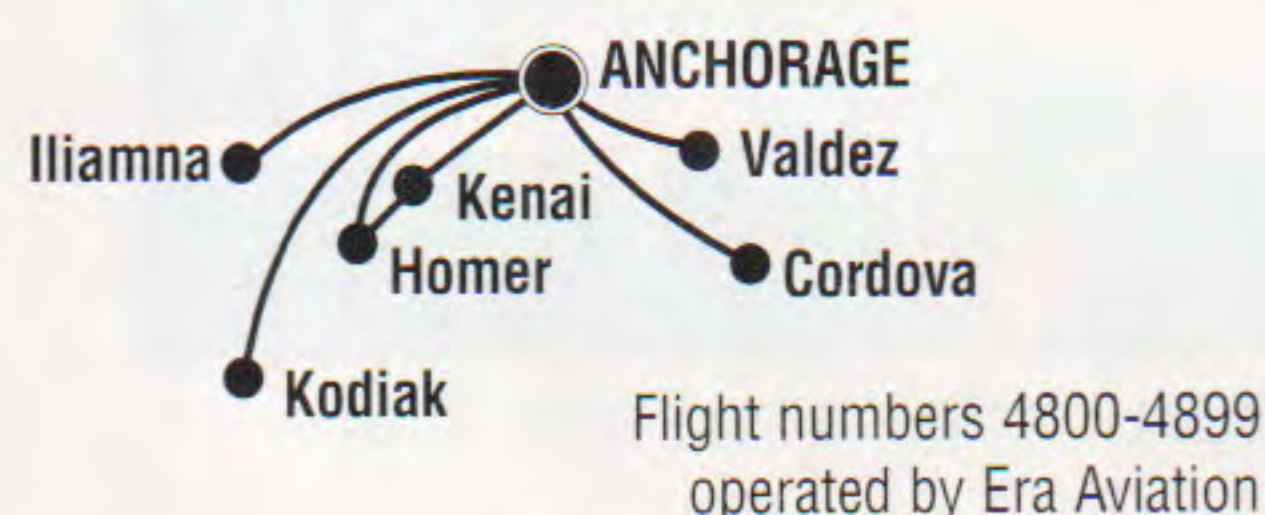 ANCHORAGE
Iliamna
Valdez
Kenai
Homer
Cordova
Kodiak
Flight numbers 4800-4899
operated by Era Aviation